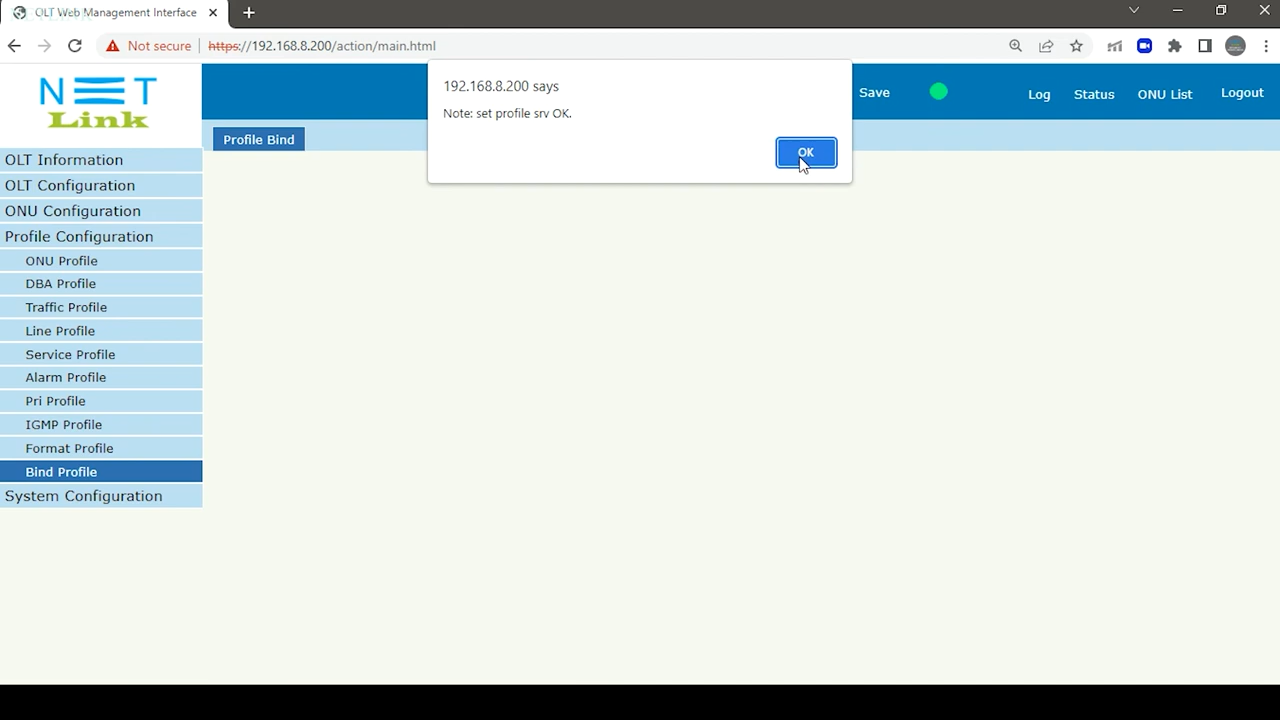 OLT Web Management Interface
Not secure
https://192.168.8.200/action/main.html
NET
Link
192.168.8.200 says
Note: set profile srv OK.
OK
Save
Log
Status
ONU List
Logout
Profile Bind
OLT Information
OLT Configuration
ONU Configuration
Profile Configuration
ONU Profile
DBA Profile
Traffic Profile
Line Profile
Service Profile
Alarm Profile
Pri Profile
IGMP Profile
Format Profile
Bind Profile
System Configuration